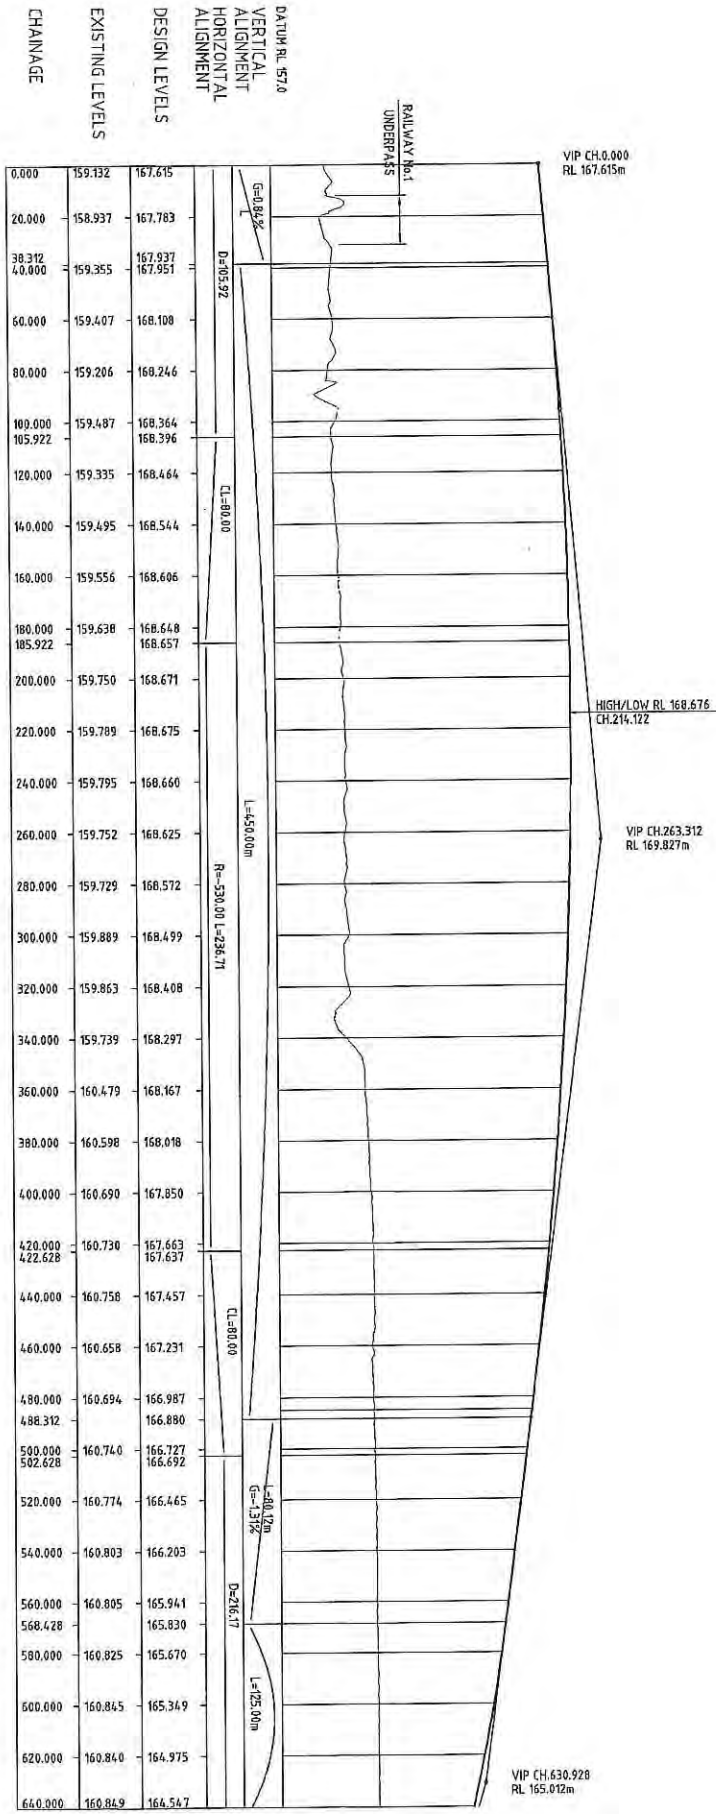 DATUM RL 157.0
VERTICAL
ALIGNMENT
HORIZONTAL
ALIGNMENT
DESIGN LEVELS
EXISTING LEVELS
CHAINAGE
RAILWAY No.1
UNDERPASS
VIP CH.0.000
RL 167.615m
HIGH/LOW RL 168.676
CH.214.122
VIP CH.263.312
RL 169.827m
VIP CH.630.928
RL 165.012m
G=0.84%
L
L=450.00m
L=80.12m
G=-1.31%
L=125.00m
D=105.92
CL=80.00
R=-530.00 L=236.71
CL=80.00
D=216.17
0.000 159.132 167.615
20.000 158.937 167.783
38.312 167.937
40.000 159.355 167.951
60.000 159.407 168.108
80.000 159.206 168.246
100.000 159.487 168.364
105.922 168.396
120.000 159.335 168.464
140.000 159.495 168.544
160.000 159.556 168.606
180.000 159.638 168.648
185.922 168.657
200.000 159.750 168.671
220.000 159.789 168.675
240.000 159.795 168.660
260.000 159.752 168.625
280.000 159.729 168.572
300.000 159.889 168.499
320.000 159.863 168.408
340.000 159.739 168.297
360.000 160.479 168.167
380.000 160.598 168.018
400.000 160.690 167.850
420.000 160.730 167.663
422.628 167.637
440.000 160.758 167.457
460.000 160.658 167.231
480.000 160.694 166.987
488.312 166.880
500.000 160.740 166.727
502.628 166.692
520.000 160.774 166.465
540.000 160.803 166.203
560.000 160.805 165.941
568.428 165.830
580.000 160.825 165.670
600.000 160.845 165.349
620.000 160.840 164.975
640.000 160.849 164.547